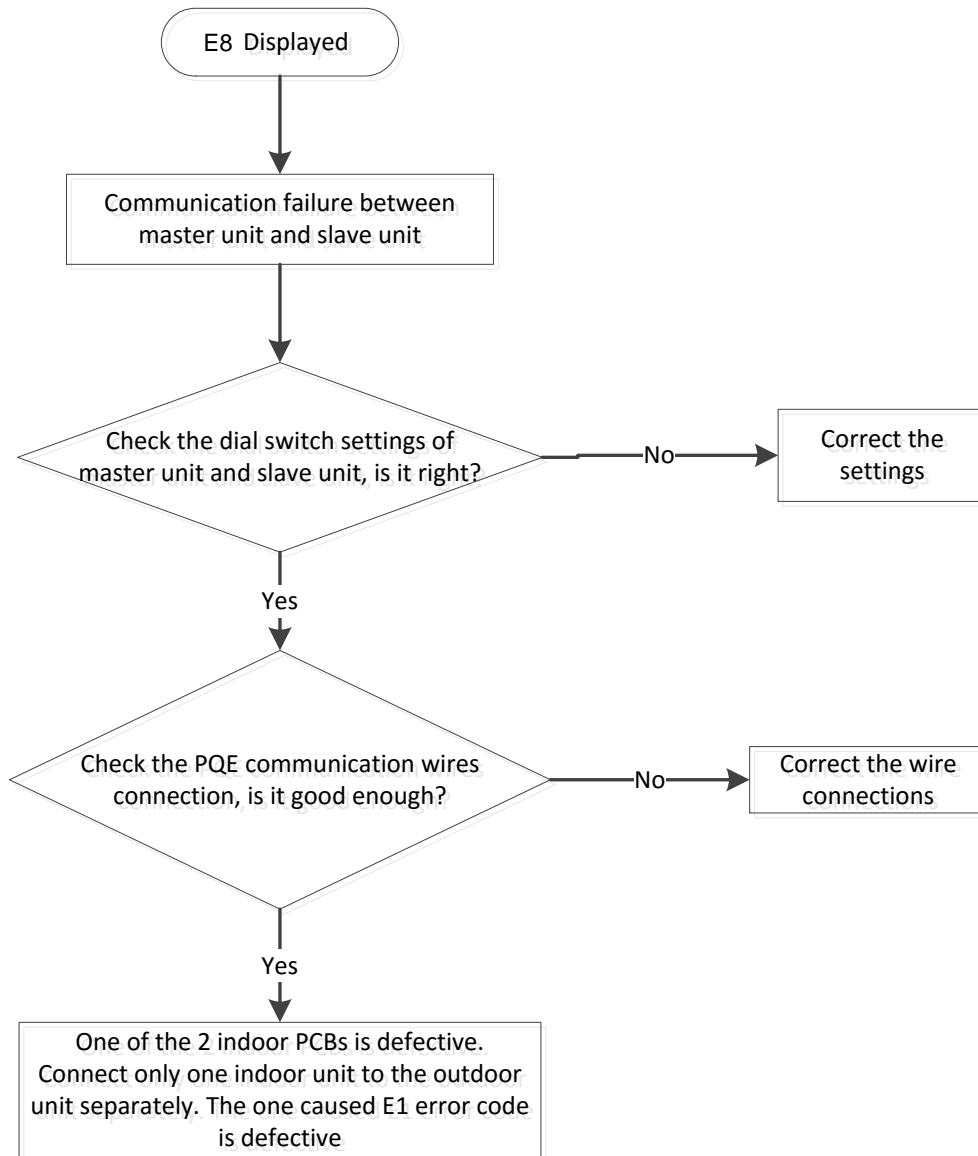 E8 Displayed
Communication failure between
master unit and slave unit
Check the dial switch settings of
master unit and slave unit, is it right?
No
Correct the
settings
Yes
Check the PQE communication wires
connection, is it good enough?
No
Correct the wire
connections
Yes
One of the 2 indoor PCBs is defective.
Connect only one indoor unit to the outdoor
unit separately. The one caused E1 error code
is defective